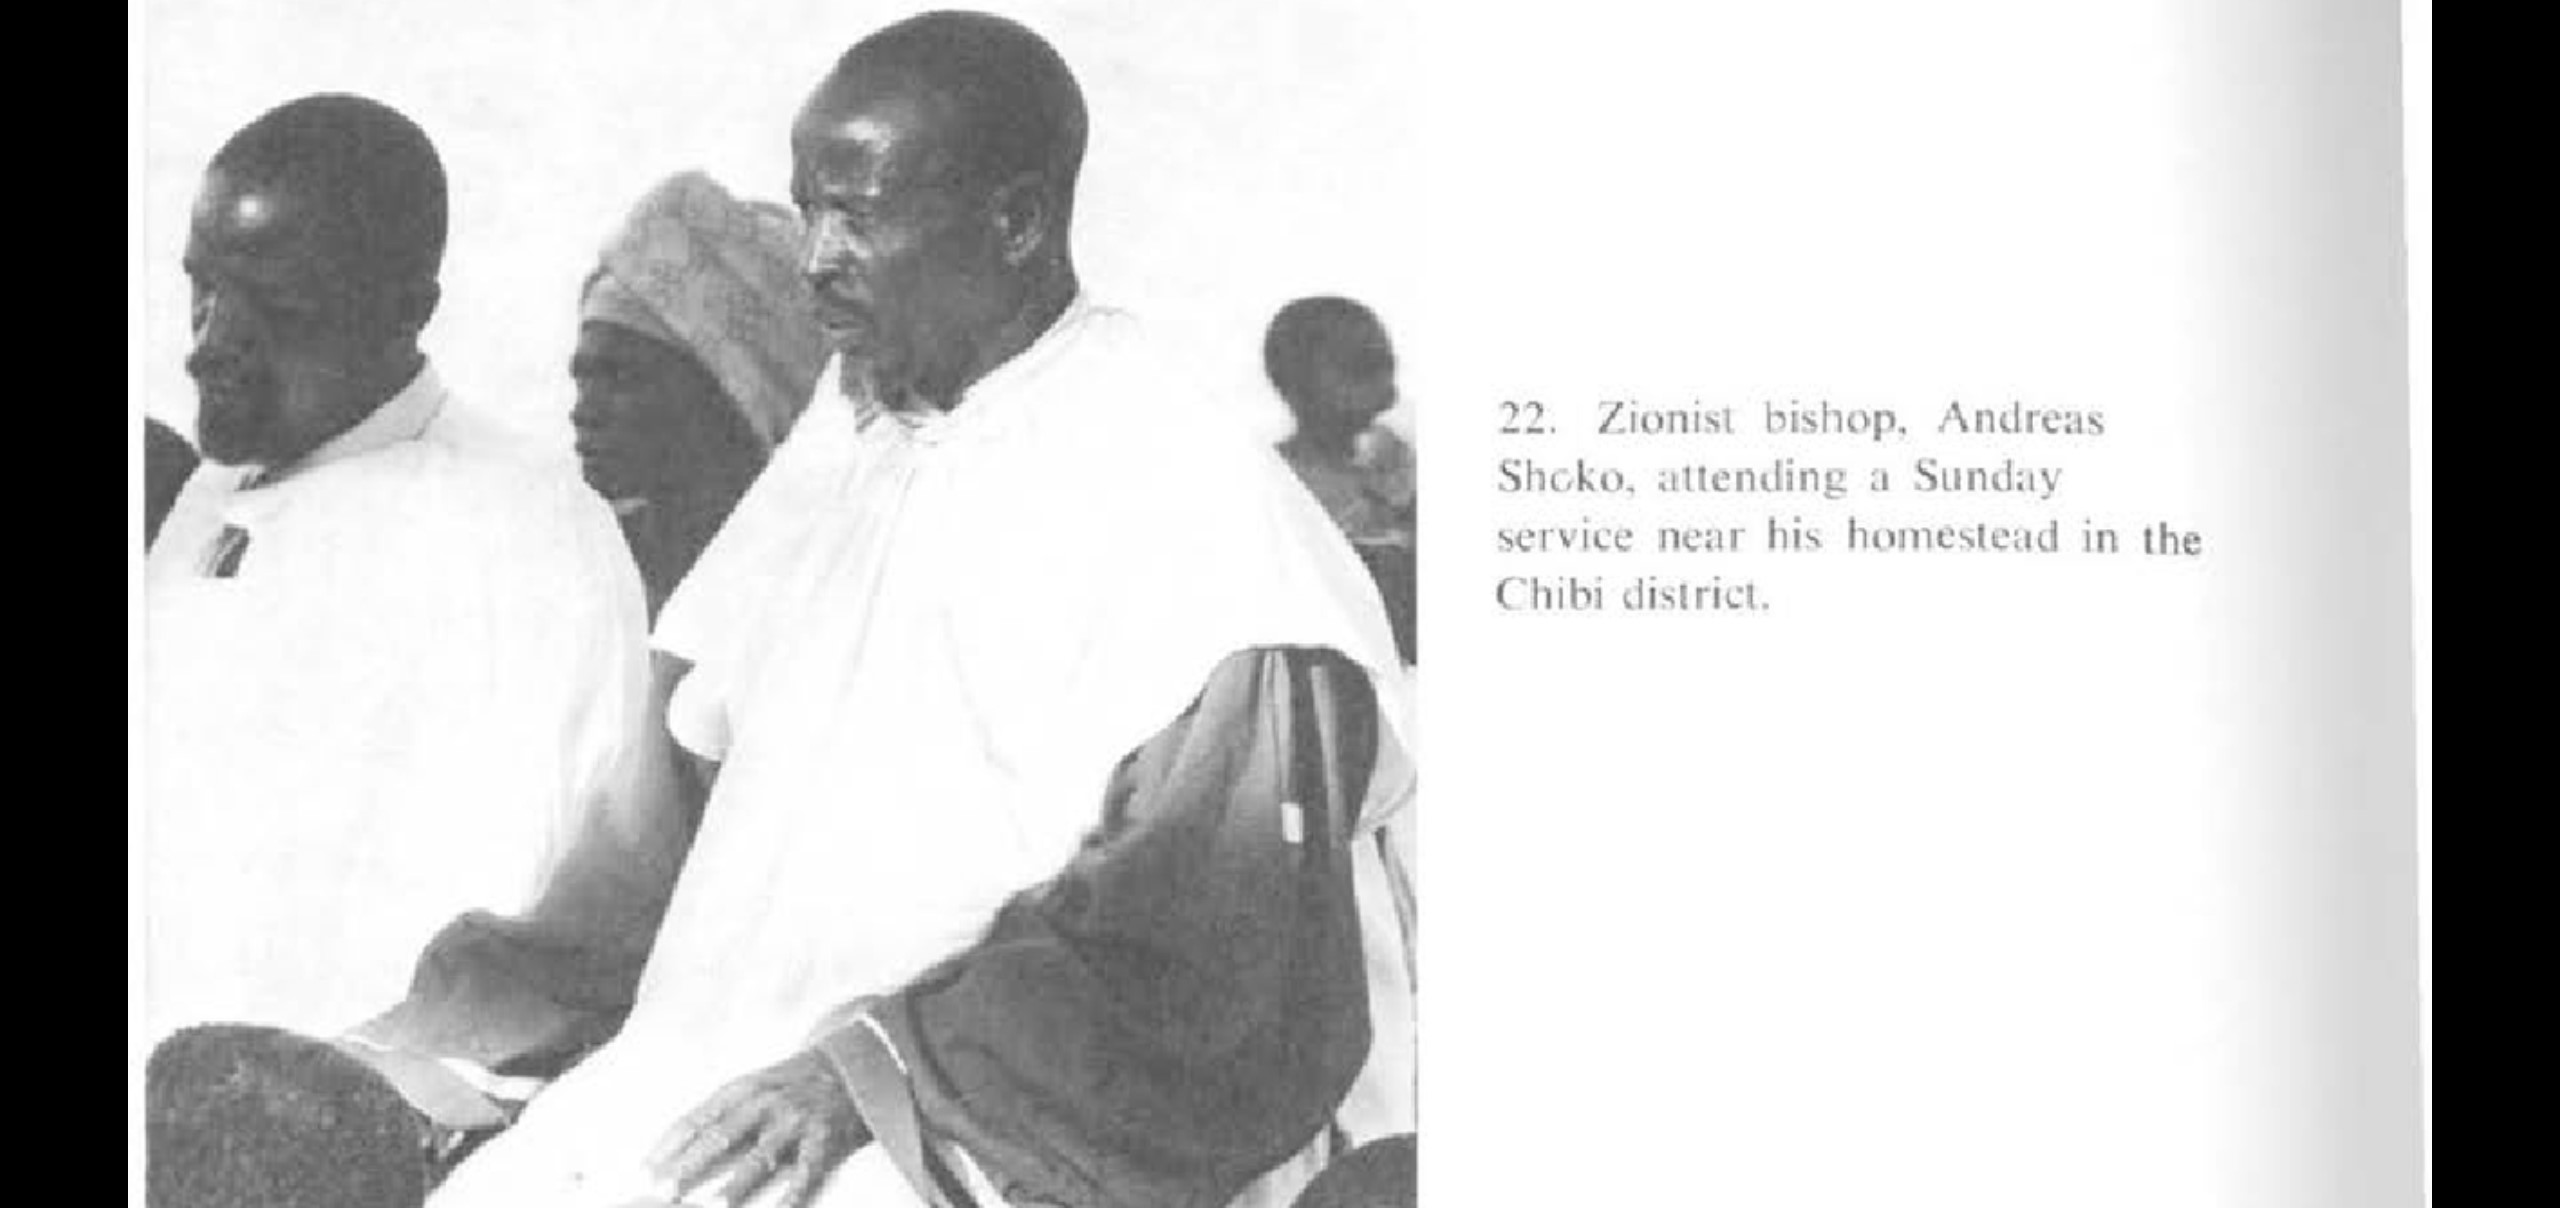 22. Zionist bishop, Andreas
Shoko, attending a Sunday
service near his homestead in the
Chibi district.